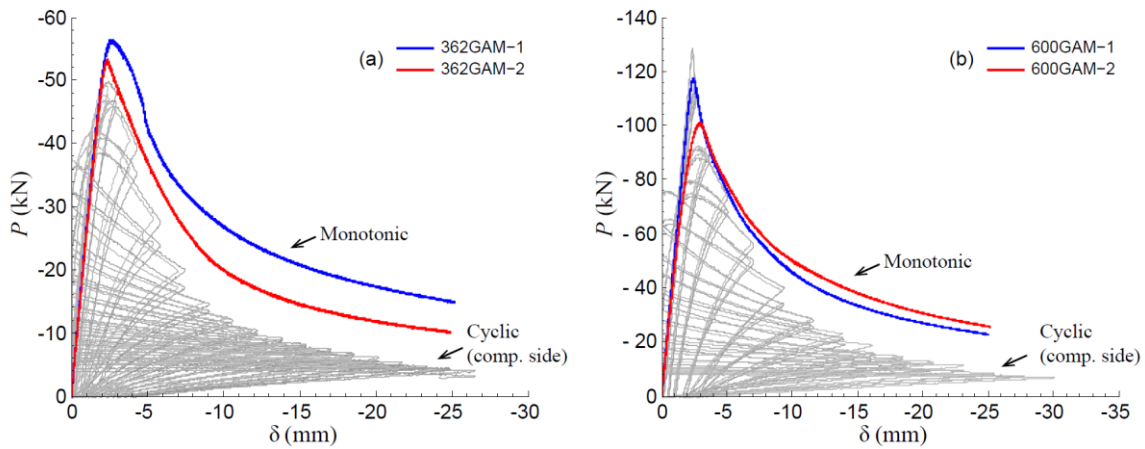 -60
-50
-40
-30
-20
-10
0
P (kN)
0
-5
-10
-15
-20
-25
-30
δ (mm)
(a)
362GAM−1
362GAM−2
Monotonic
Cyclic
(comp. side)
-140
-120
-100
- 80
- 60
- 40
- 20
0
P (kN)
0
-5
-10
-15
-20
-25
-30
-35
δ (mm)
(b)
600GAM−1
600GAM−2
Monotonic
Cyclic
(comp. side)